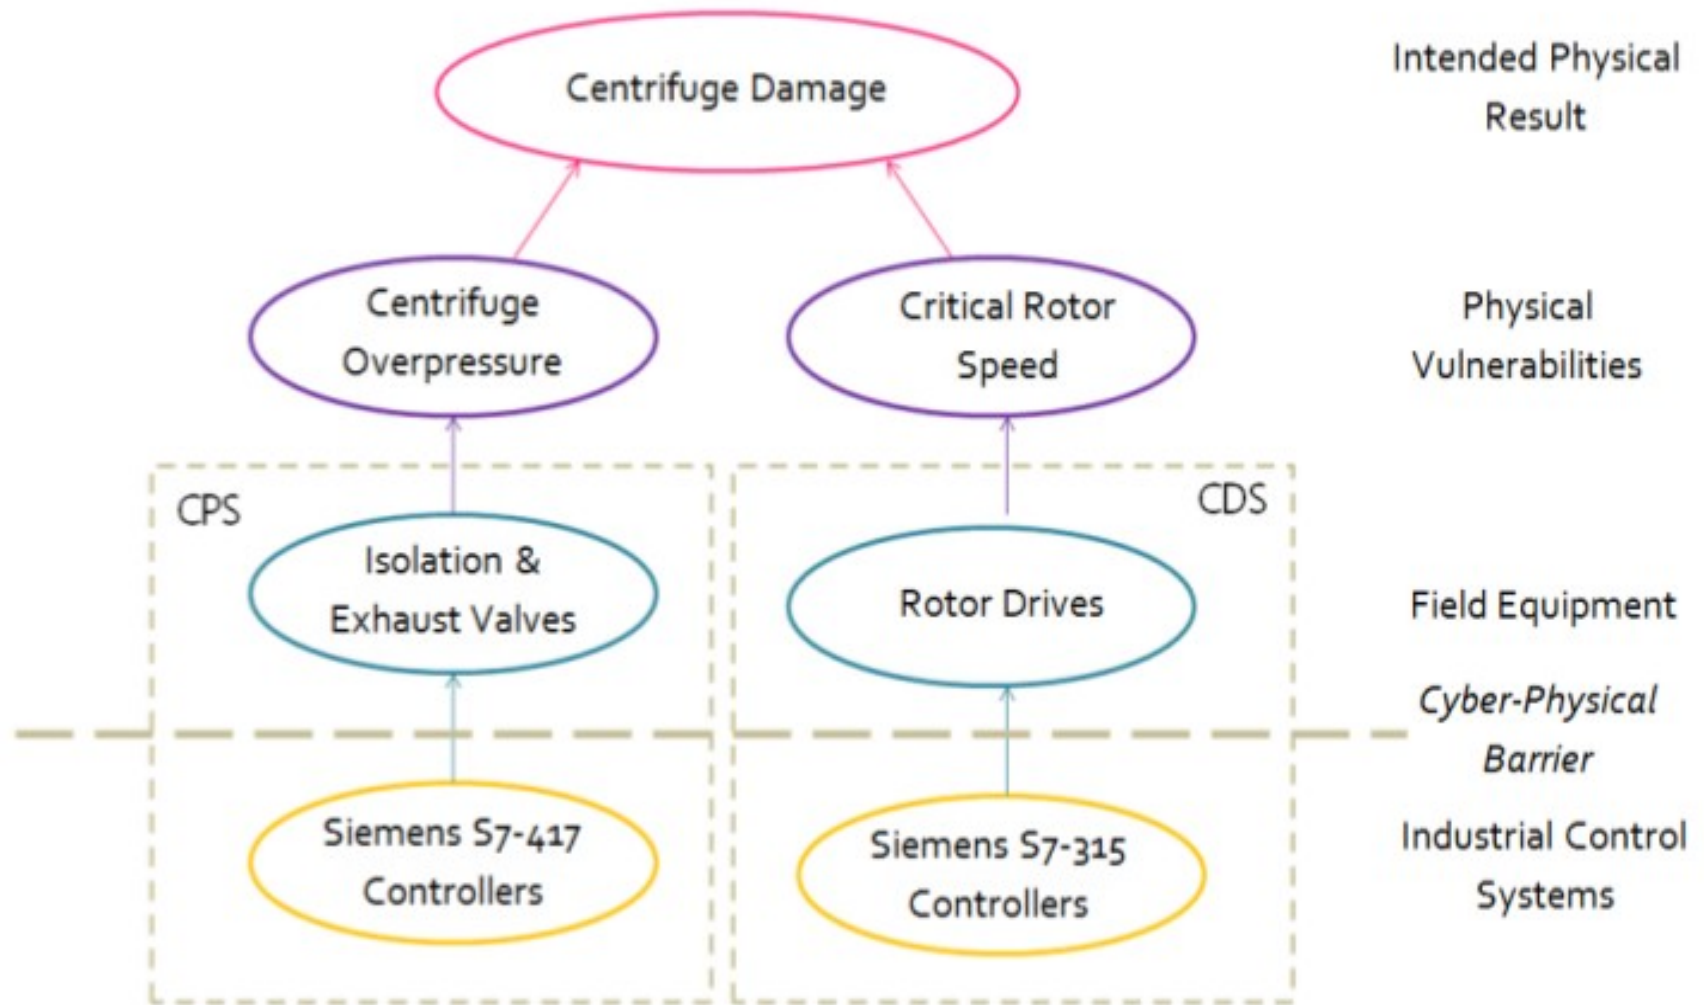 Centrifuge Damage
Intended Physical
Result
Centrifuge
Overpressure
Critical Rotor
Speed
Physical
Vulnerabilities
CPS
CDS
Isolation &
Exhaust Valves
Rotor Drives
Field Equipment
Cyber-Physical
Barrier
Siemens S7-417
Controllers
Siemens S7-315
Controllers
Industrial Control
Systems